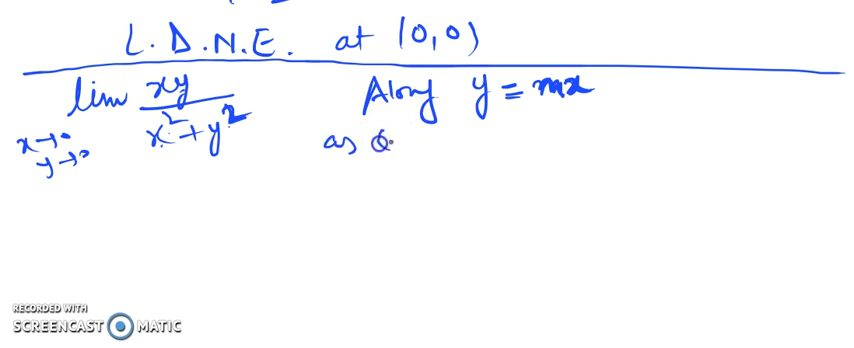 L.D.N.E. at (0,0)
lim xy / x²+y² Along y = mx
x→0
y→0
as
RECORDED WITH
SCREENCAST MATIC